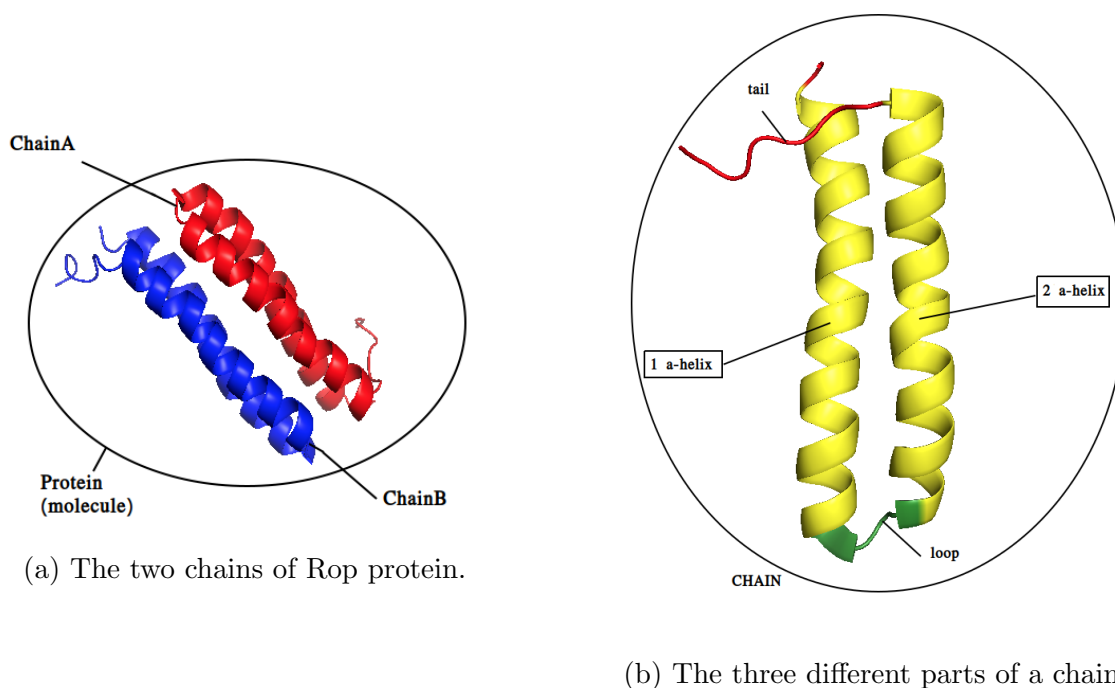 ChainA
Protein
(molecule)
ChainB
(a) The two chains of Rop protein.
tail
2 a-helix
1 a-helix
loop
CHAIN
(b) The three different parts of a chain